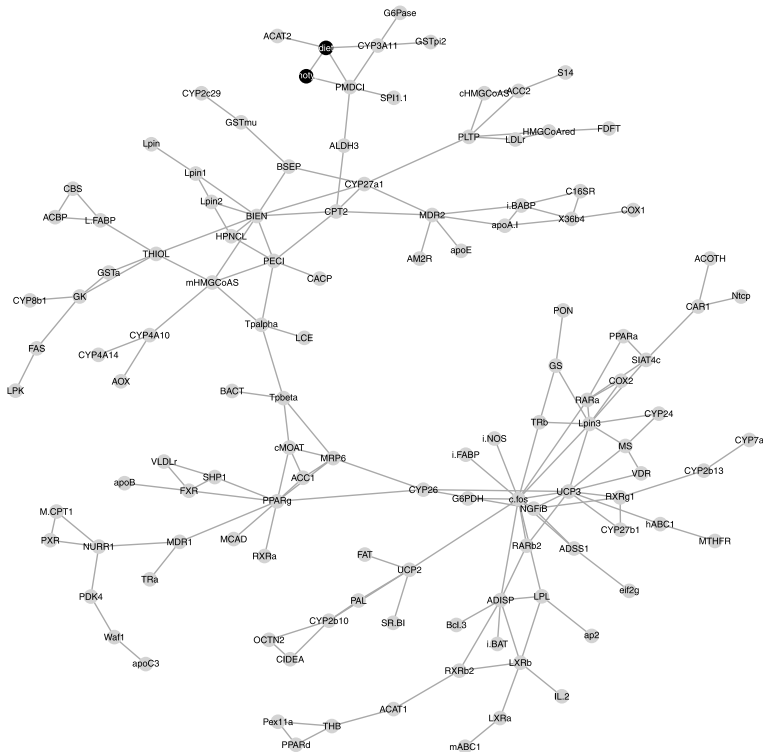 G6Pase
ACAT2
diet
CYP3A11
GSTpi2
PMDCI
SPI1.1
S14
CYP2c29
cHMGCoAS
ACC2
GSTmu
HMGCoAred
FDFT
Lpin
ALDH3
PLTP
LDLr
BSEP
Lpin1
CYP27a1
CBS
C16SR
Lpin2
i.BABP
ACBP
L.FABP
BIEN
CPT2
MDR2
X36b4
COX1
apoA.I
HPNCL
THIOL
apoE
AM2R
PECI
ACOTH
GSTa
mHMGCoAS
CACP
CYP8b1
GK
CAR1
Ntcp
PON
Tpalpha
CYP4A10
LCE
PPARa
FAS
CYP4A14
SIAT4c
GS
AOX
COX2
LPK
BACT
Tpbeta
RARa
CYP24
TRb
Lpin3
i.NOS
CYP7a
cMOAT
MS
i.FABP
MRP6
VLDLr
CYP2b13
SHP1
ACC1
VDR
apoB
FXR
CYP26
UCP3
RXRg1
PPARg
G6PDH
c.fos
NGFiB
M.CPT1
hABC1
CYP27b1
MCAD
PXR
NURR1
MDR1
MTHFR
RARb2
ADSS1
RXRa
FAT
UCP2
TRa
eif2g
PDK4
PAL
ADISP
LPL
CYP2b10
SR.BI
Bcl.3
Waf1
ap2
OCTN2
i.BAT
CIDEA
apoC3
RXRb2
LXRb
IL.2
ACAT1
LXRa
Pex11a
THB
PPARd
mABC1